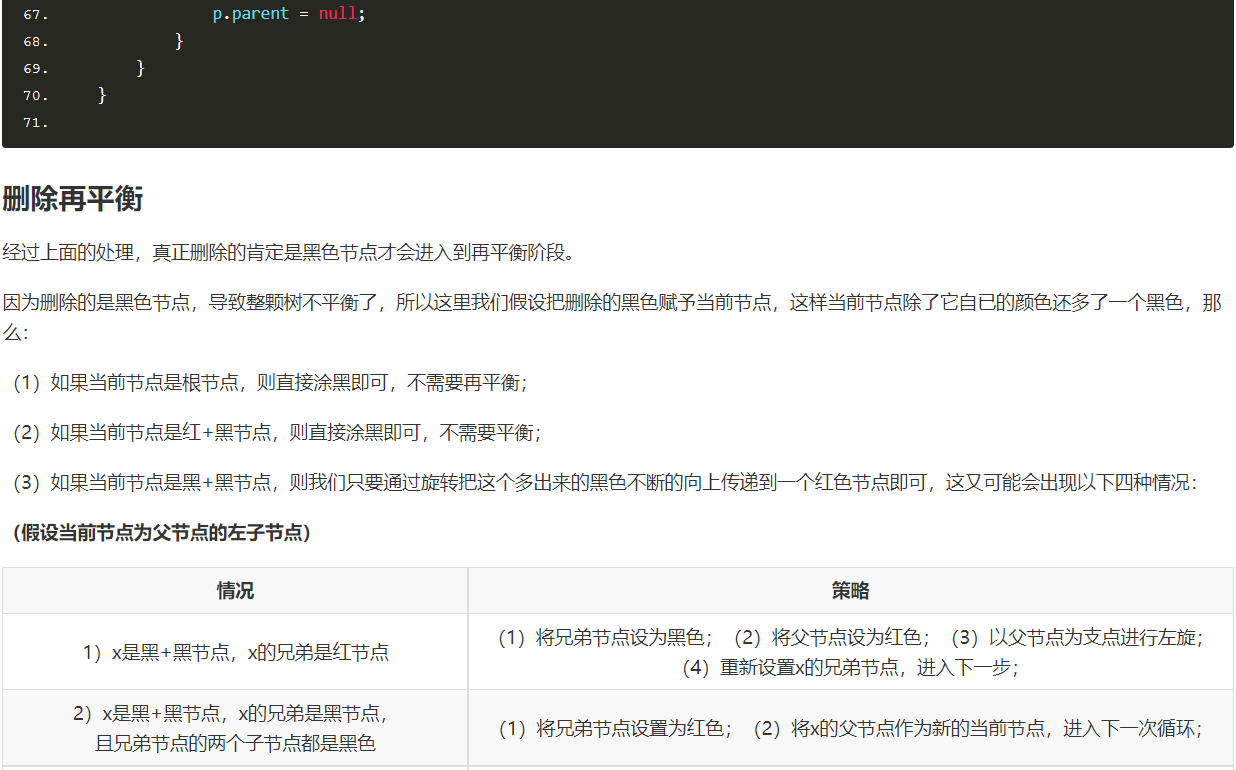 67. p.parent = null;
68. }
69. }
70. }
71.
删除再平衡
经过上面的处理，真正删除的肯定是黑色节点才会进入到再平衡阶段。
因为删除的是黑色节点，导致整颗树不平衡了，所以这里我们假设把删除的黑色赋予当前节点，这样当前节点除了它自已的颜色还多了一个黑色，那
么：
（1）如果当前节点是根节点，则直接涂黑即可，不需要再平衡；
（2）如果当前节点是红+黑节点，则直接涂黑即可，不需要平衡；
（3）如果当前节点是黑+黑节点，则我们只要通过旋转把这个多出来的黑色不断的向上传递到一个红色节点即可，这又可能会出现以下四种情况：
（假设当前节点为父节点的左子节点）
情况
策略
1）x是黑+黑节点，x的兄弟是红节点
（1）将兄弟节点设为黑色；（2）将父节点设为红色；（3）以父节点为支点进行左旋；
（4）重新设置x的兄弟节点，进入下一步；
2）x是黑+黑节点，x的兄弟是黑节点，
且兄弟节点的两个子节点都是黑色
（1）将兄弟节点设置为红色；（2）将x的父节点作为新的当前节点，进入下一次循环；